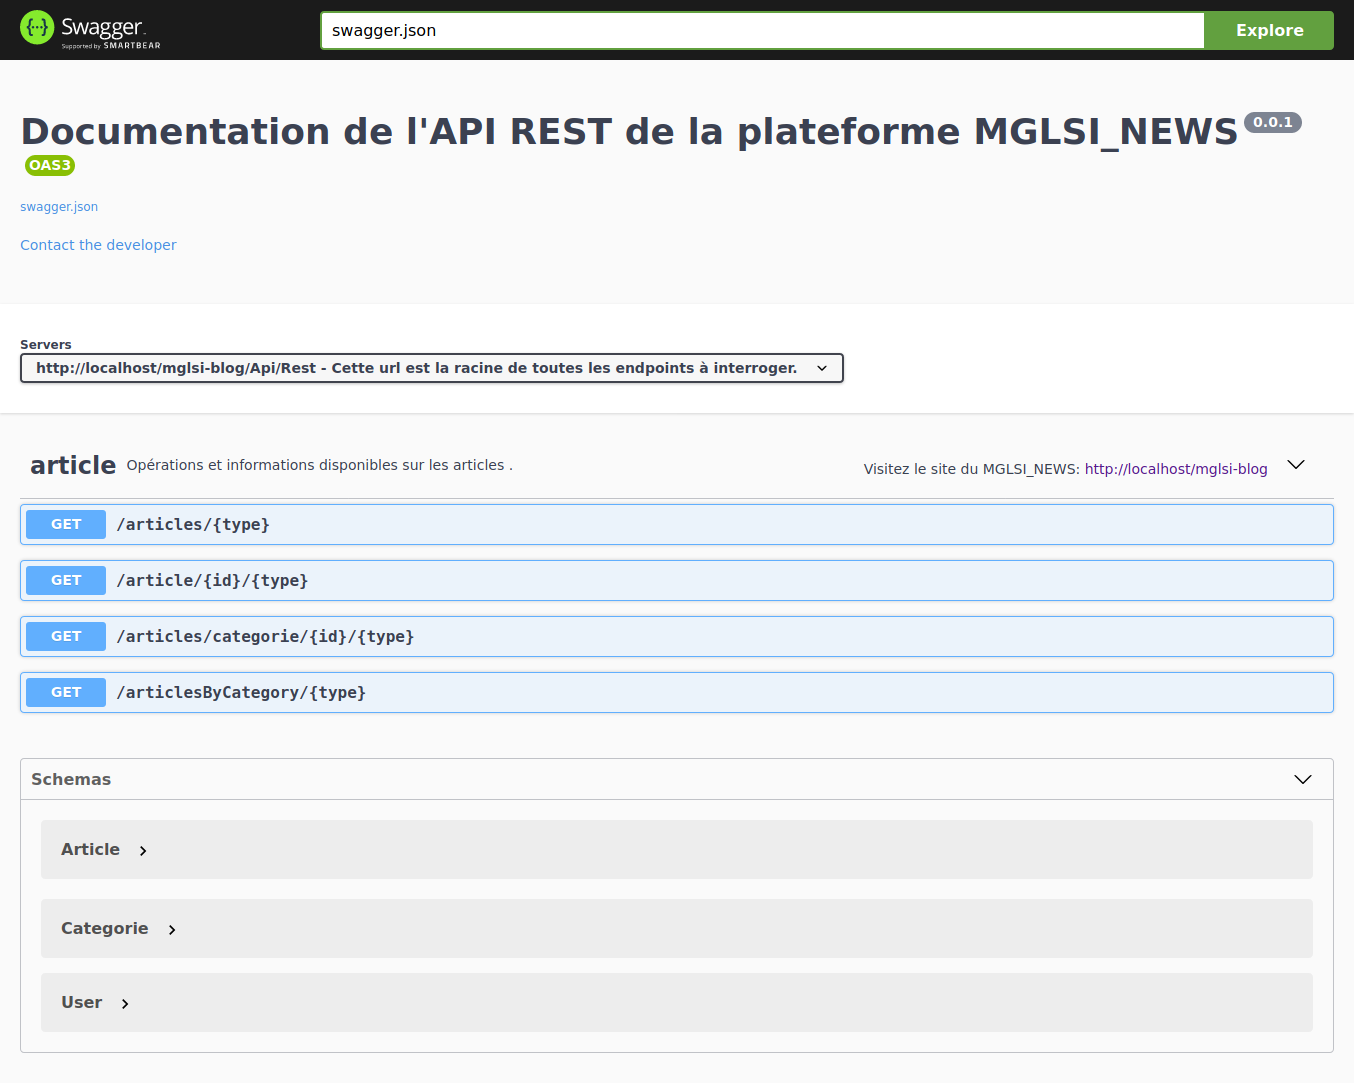 Swagger
Supported by SMARTBEAR
swagger.json
Explore
Documentation de l'API REST de la plateforme MGLSI_NEWS 0.0.1
OAS3
swagger.json
Contact the developer
Servers
http://localhost/mglsi-blog/Api/Rest - Cette url est la racine de toutes les endpoints à interroger.
article Opérations et informations disponibles sur les articles . Visitez le site du MGLSI_NEWS: http://localhost/mglsi-blog
GET /articles/{type}
GET /article/{id}/{type}
GET /articles/categorie/{id}/{type}
GET /articlesByCategory/{type}
Schemas
Article
Categorie
User